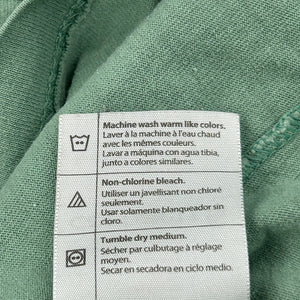 Machine wash warm like colors.
Laver à la machine à l'eau chaud
avec les mêmes couleurs.
Lavar a máquina con agua tibia,
junto a colores similares.
Non-chlorine bleach.
Utiliser un javellisant non chloré
seulement.
Usar solamente blanqueador sin
cloro.
Tumble dry medium.
Sécher par culbutage à réglage
moyen.
Secar en secadora en ciclo medio.